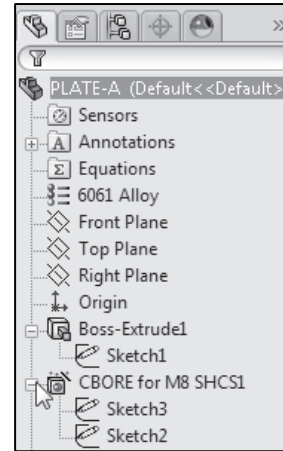 PLATE-A (Default<<Default>
Sensors
A Annotations
Σ Equations
6061 Alloy
Front Plane
Top Plane
Right Plane
Origin
Boss-Extrude1
Sketch1
CBORE for M8 SHCS1
Sketch3
Sketch2